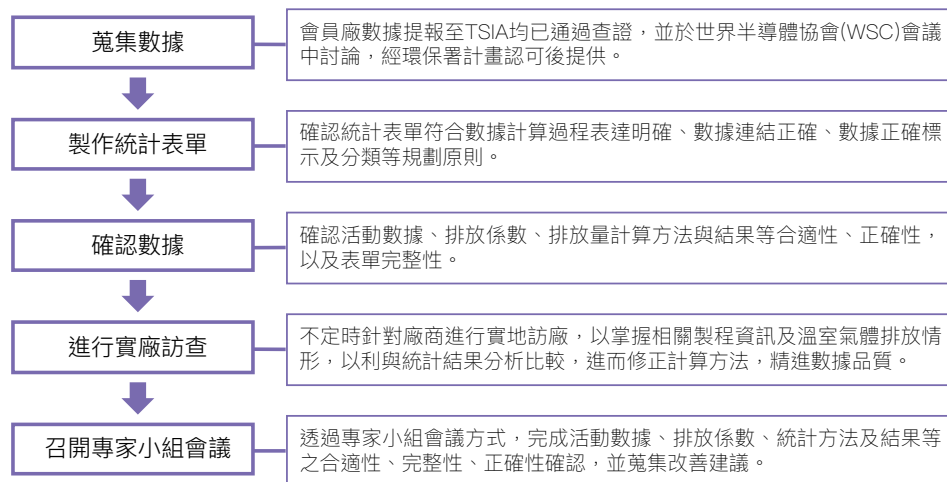 蒐集數據
會員廠數據提報至TSIA均已通過查證，並於世界半導體協會(WSC)會議
中討論，經環保署計畫認可後提供。
製作統計表單
確認統計表單符合數據計算過程表達明確、數據連結正確、數據正確標
示及分類等規劃原則。
確認數據
確認活動數據、排放係數、排放量計算方法與結果等合適性、正確性，
以及表單完整性。
進行實廠訪查
不定時針對廠商進行實地訪廠，以掌握相關製程資訊及溫室氣體排放情
形，以利與統計結果分析比較，進而修正計算方法，精進數據品質。
召開專家小組會議
透過專家小組會議方式，完成活動數據、排放係數、統計方法及結果等
之合適性、完整性、正確性確認，並蒐集改善建議。